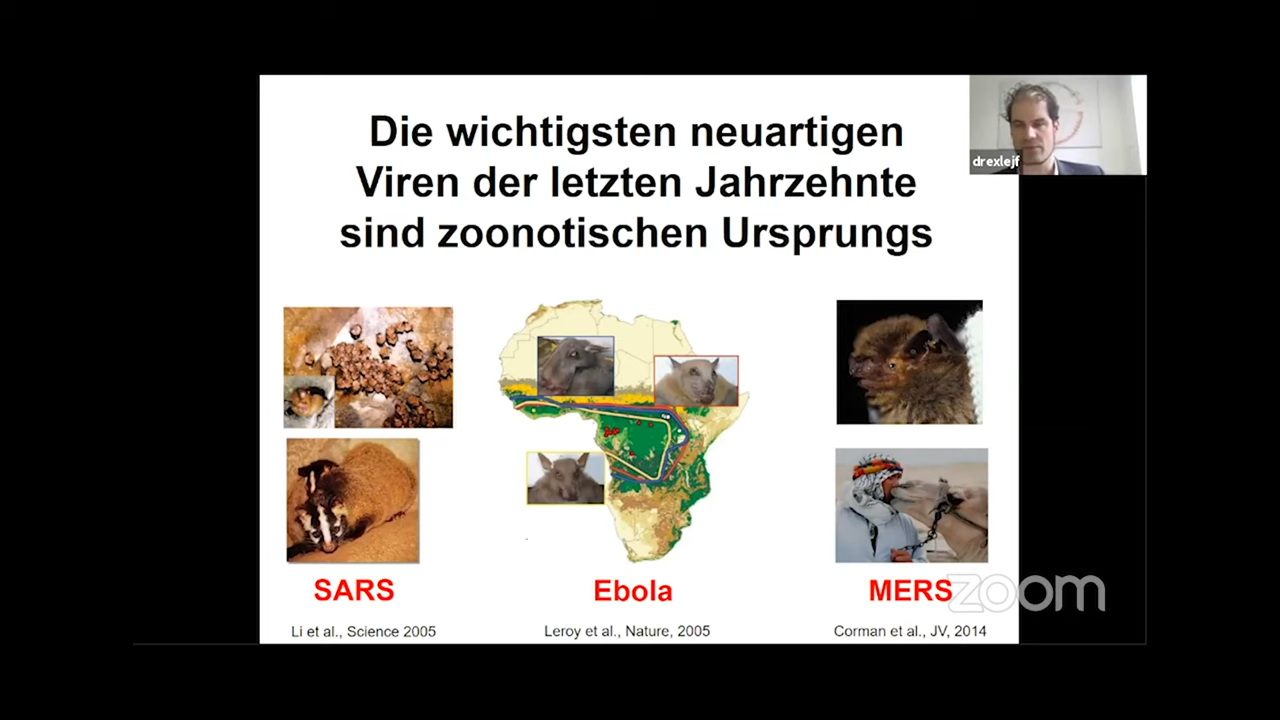 Die wichtigsten neuartigen
Viren der letzten Jahrzehnte
sind zoonotischen Ursprungs
drexlejf
SARS
Ebola
MERS
zoom
Li et al., Science 2005
Leroy et al., Nature, 2005
Corman et al., JV, 2014